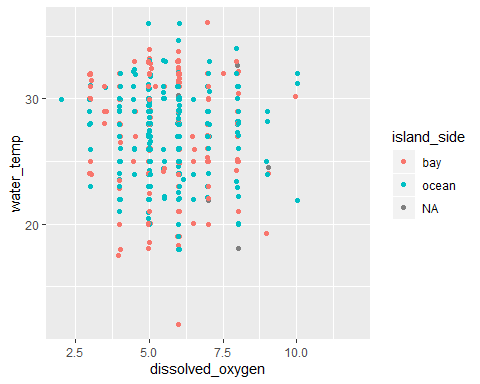 30
20
water_temp
2.5
5.0
7.5
10.0
dissolved_oxygen
island_side
bay
ocean
NA